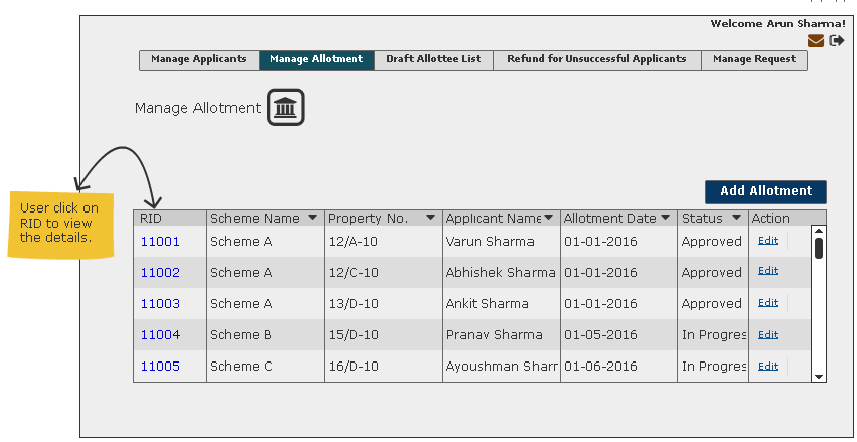 Welcome Arun Sharma!
Manage Applicants Manage Allotment Draft Allottee List Refund for Unsuccessful Applicants Manage Request
Manage Allotment
Add Allotment
User click on
RID to view
the details.
RID Scheme Name Property No. Applicant Name Allotment Date Status Action
11001 Scheme A 12/A-10 Varun Sharma 01-01-2016 Approved Edit
11002 Scheme A 12/C-10 Abhishek Sharma 01-01-2016 Approved Edit
11003 Scheme A 13/D-10 Ankit Sharma 01-01-2016 Approved Edit
11004 Scheme B 15/D-10 Pranav Sharma 01-05-2016 In Progres Edit
11005 Scheme C 16/D-10 Ayoushman Sharr 01-06-2016 In Progres Edit